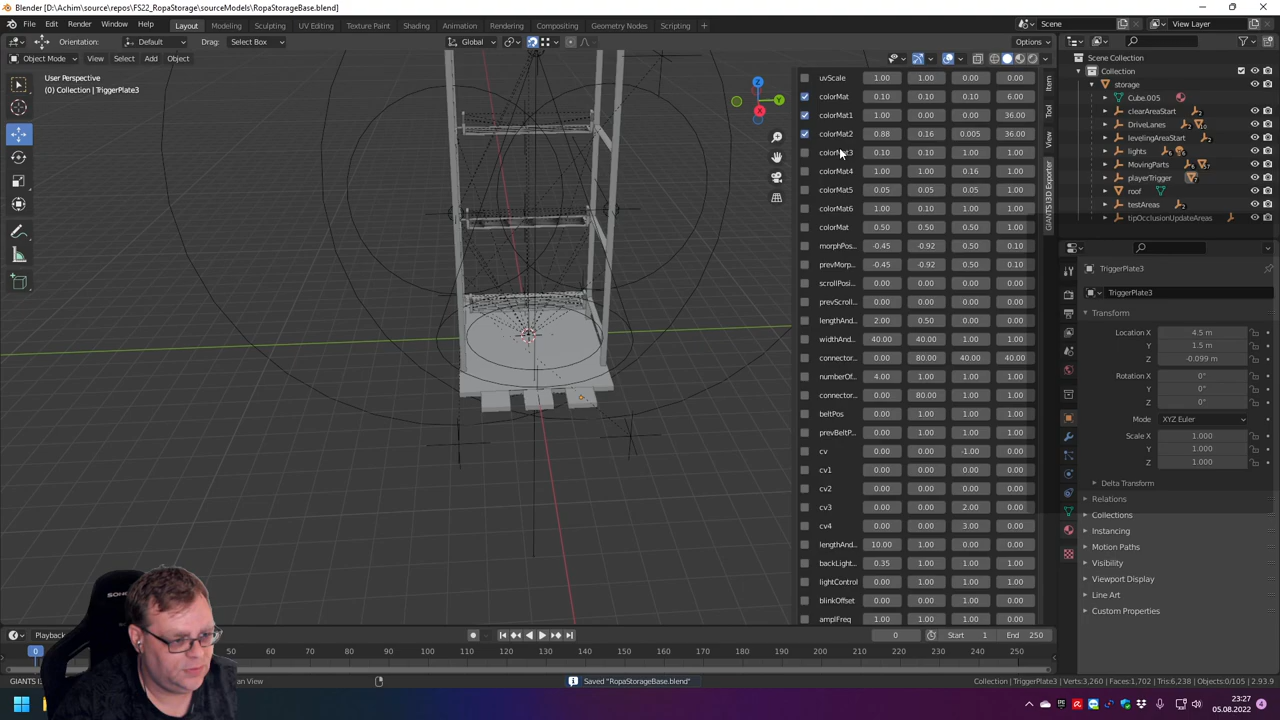 Blender [D:\Achim\source\repos\FS22_RopaStorage\sourceModels\RopaStorageBase.blend]
File Edit Render Window Help Layout Modeling Sculpting UV Editing Texture Paint Shading Animation Rendering Compositing Geometry Nodes Scripting + Scene View Layer
Orientation: Default Drag: Select Box Global Options
Object Mode View Select Add Object
User Perspective
(0) Collection | TriggerPlate3
Z
Y
X
uvScale 1.00 1.00 0.00 0.00
colorMat 0.10 0.10 0.10 6.00
colorMat1 1.00 0.00 0.00 36.00
colorMat2 0.88 0.16 0.005 36.00
colorMat3 0.10 0.10 1.00 1.00
colorMat4 1.00 1.00 0.16 1.00
colorMat5 0.05 0.05 0.05 1.00
colorMat6 1.00 0.10 0.00 1.00
colorMat 0.50 0.50 0.50 1.00
morphPos... -0.45 -0.92 0.50 0.10
prevMorp... -0.45 -0.92 0.50 0.10
scrollPosi... 0.00 0.00 0.00 0.00
prevScroll... 0.00 0.00 0.00 0.00
lengthAnd... 2.00 0.50 0.00 0.00
widthAnd... 40.00 40.00 1.00 1.00
connector... 0.00 80.00 40.00 40.00
numberOf... 4.00 1.00 1.00 1.00
connector... 0.00 80.00 1.00 1.00
beltPos 0.00 1.00 1.00 1.00
prevBeltP... 0.00 1.00 1.00 1.00
cv 0.00 0.00 -1.00 0.00
cv1 0.00 0.00 0.00 0.00
cv2 0.00 0.00 0.00 0.00
cv3 0.00 0.00 2.00 0.00
cv4 0.00 0.00 3.00 0.00
lengthAnd... 10.00 1.00 0.00 0.00
backLight... 0.35 1.00 1.00 1.00
lightControl 0.00 1.00 1.00 1.00
blinkOffset 0.00 0.00 1.00 0.00
amplFreq 1.00 1.00 1.00 0.00
Item
Tool
View
GIANTS I3D Exporter
Scene Collection
Collection
storage
Cube.005
clearAreaStart
DriveLanes
levelingAreaStart
lights
MovingParts
playerTrigger
roof
testAreas
tipOcclusionUpdateAreas
TriggerPlate3
TriggerPlate3
Transform
Location X 4.5 m
Y 1.5 m
Z -0.099 m
Rotation X 0°
Y 0°
Z 0°
Mode XYZ Euler
Scale X 1.000
Y 1.000
Z 1.000
Delta Transform
Relations
Collections
Instancing
Motion Paths
Visibility
Viewport Display
Line Art
Custom Properties
Playback 0 Start 1 End 250
0 60 70 80 90 100 110 120 130 140 150 160 170 180 190 200 210 220 230 240 250
GIANTS I an View Saved "RopaStorageBase.blend" Collection | TriggerPlate3 | Verts:3,260 | Faces:1,702 | Tris:6,238 | Objects:0/105 | 2.93.9
23:27
05.08.2022